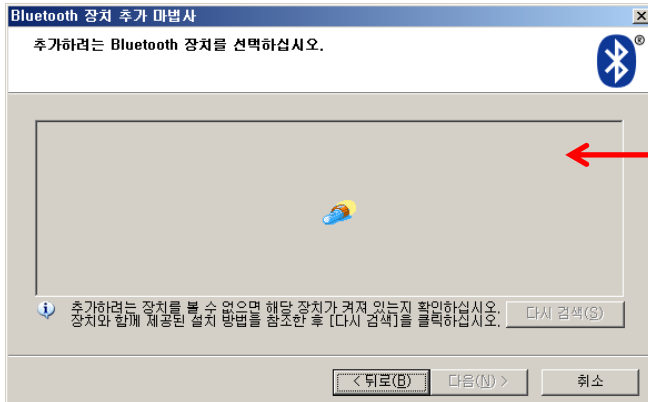 Bluetooth 장치 추가 마법사
추가하려는 Bluetooth 장치를 선택하십시오.
®
추가하려는 장치를 볼 수 없으면 해당 장치가 켜져 있는지 확인하십시오.
장치와 함께 제공된 설치 방법을 참조한 후 [다시 검색]을 클릭하십시오.
다시 검색(S)
< 뒤로(B)
다음(N) >
취소